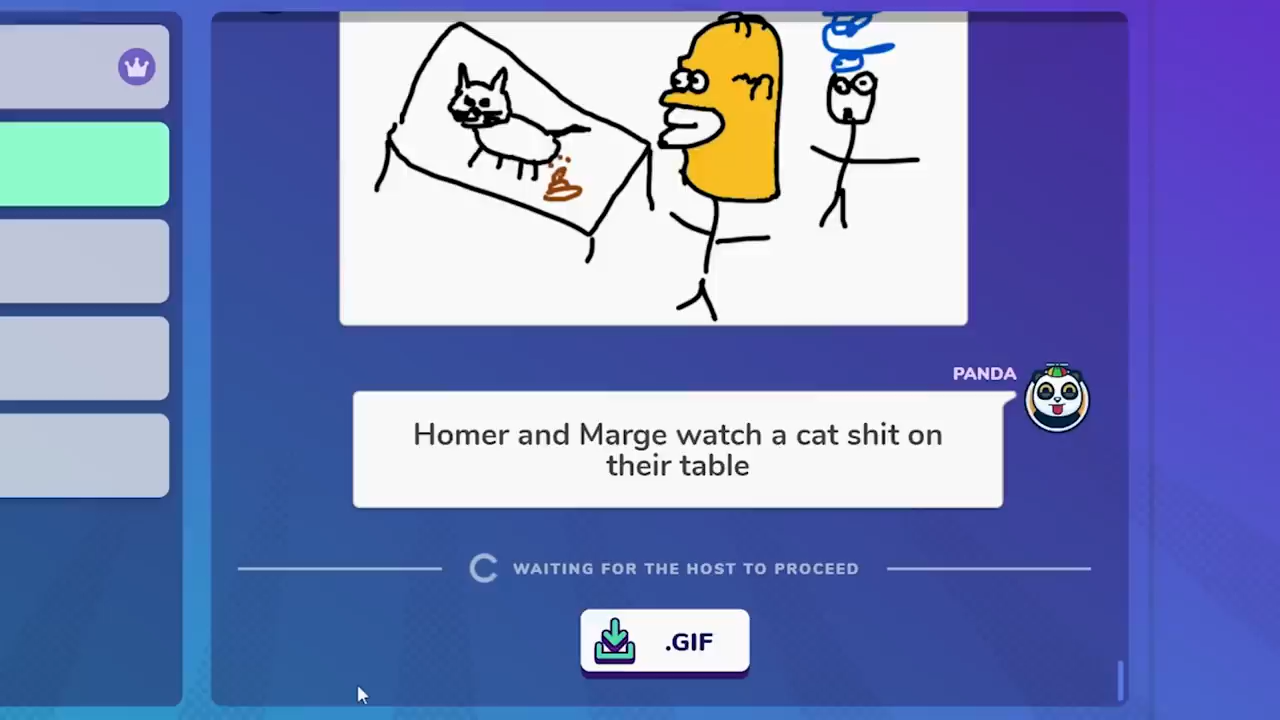 PANDA
Homer and Marge watch a cat shit on
their table
WAITING FOR THE HOST TO PROCEED
.GIF